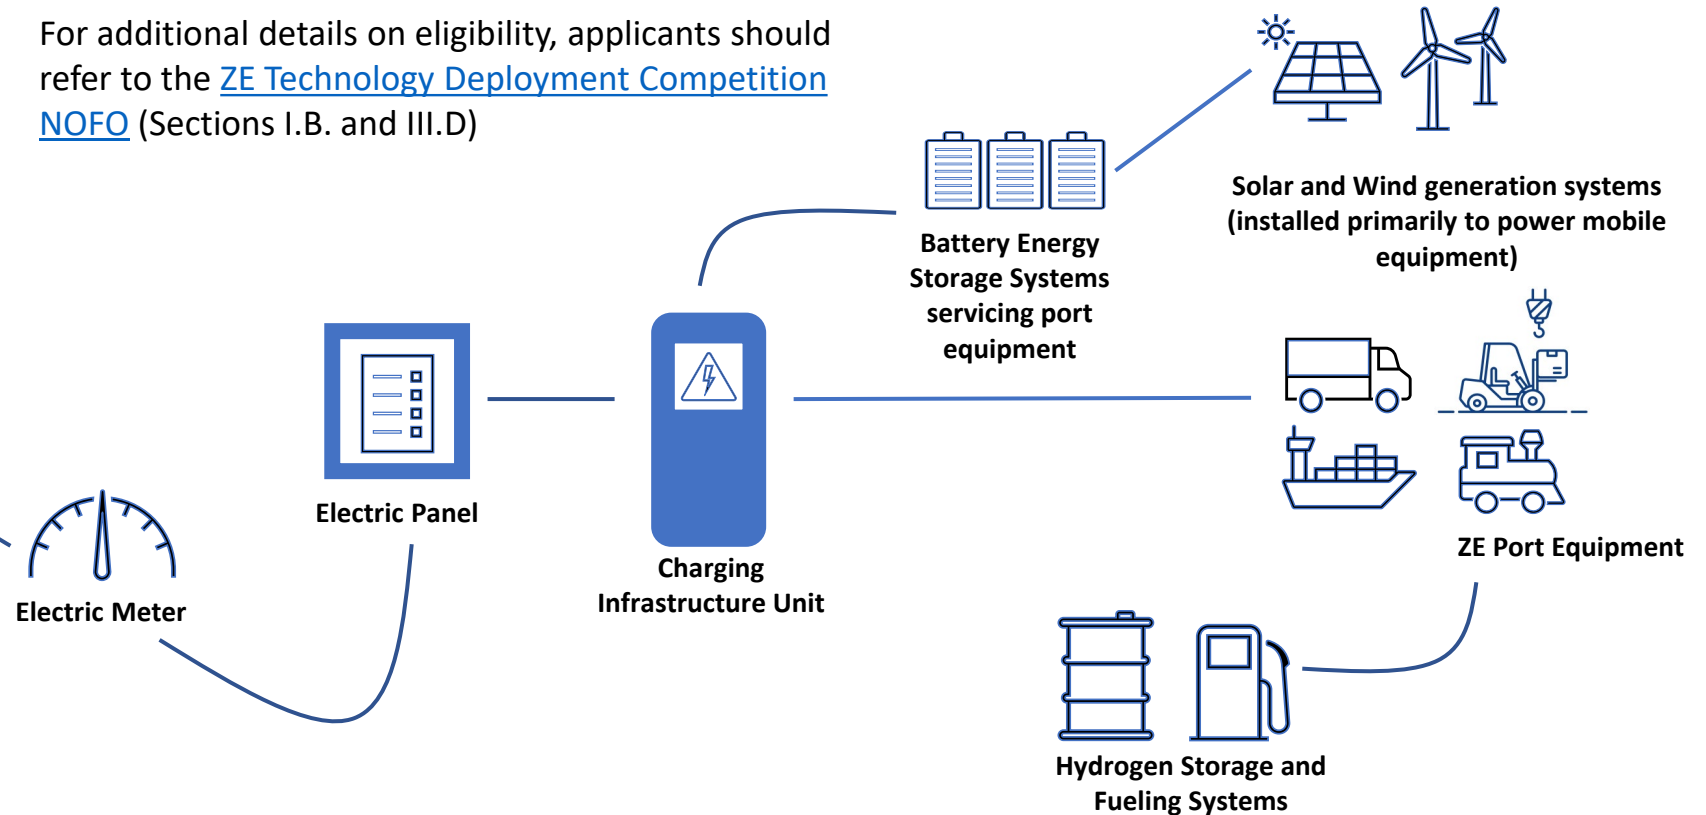 For additional details on eligibility, applicants should
refer to the ZE Technology Deployment Competition
NOFO (Sections I.B. and III.D)
Solar and Wind generation systems
(installed primarily to power mobile
equipment)
Battery Energy
Storage Systems
servicing port
equipment
Electric Panel
ZE Port Equipment
Charging
Infrastructure Unit
Electric Meter
Hydrogen Storage and
Fueling Systems